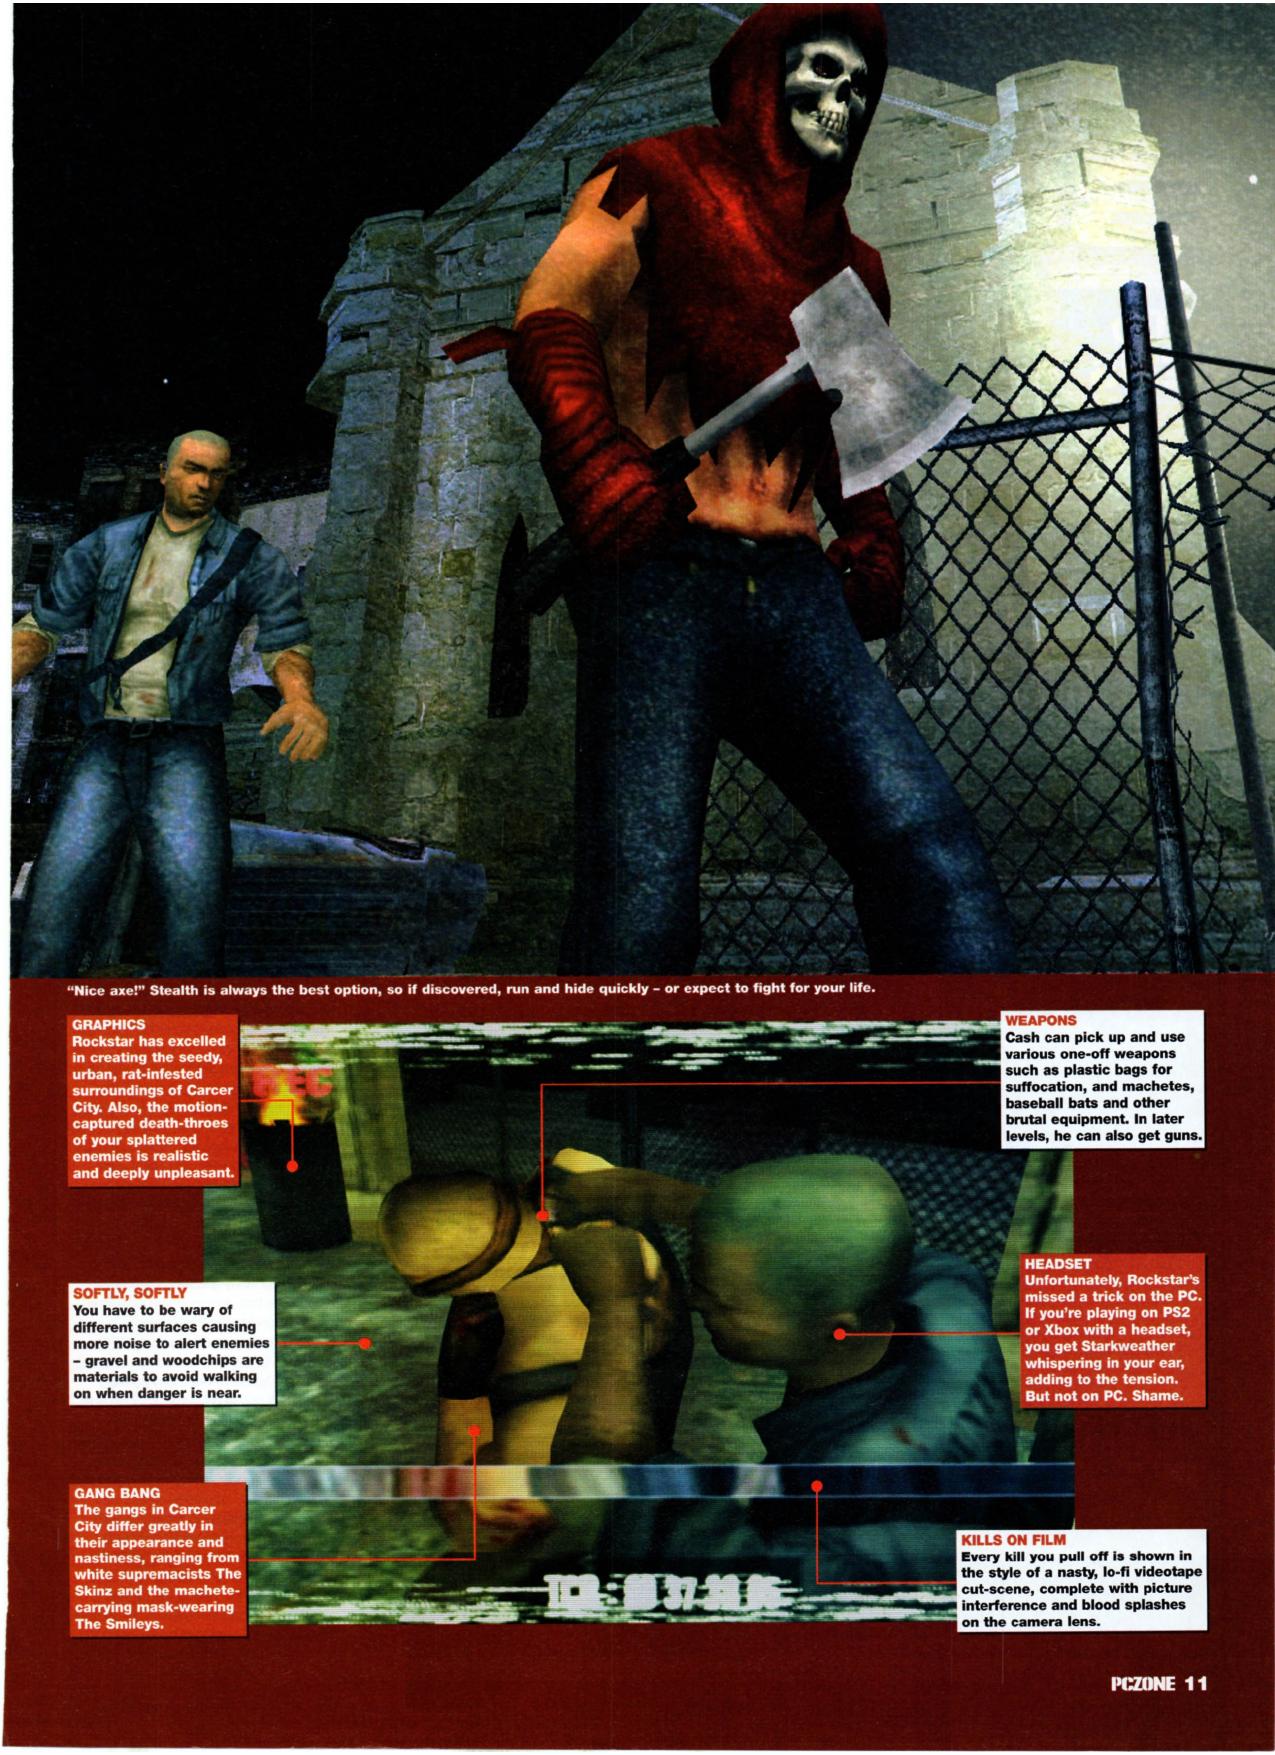 "Nice axe!" Stealth is always the best option, so if discovered, run and hide quickly – or expect to fight for your life.
GRAPHICS
Rockstar has excelled
in creating the seedy,
urban, rat-infested
surroundings of Carcer
City. Also, the motion-
captured death-throes
of your splattered
enemies is realistic
and deeply unpleasant.
REC
WEAPONS
Cash can pick up and use
various one-off weapons
such as plastic bags for
suffocation, and machetes,
baseball bats and other
brutal equipment. In later
levels, he can also get guns.
SOFTLY, SOFTLY
You have to be wary of
different surfaces causing
more noise to alert enemies
– gravel and woodchips are
materials to avoid walking
on when danger is near.
HEADSET
Unfortunately, Rockstar's
missed a trick on the PC.
If you're playing on PS2
or Xbox with a headset,
you get Starkweather
whispering in your ear,
adding to the tension.
But not on PC. Shame.
GANG BANG
The gangs in Carcer
City differ greatly in
their appearance and
nastiness, ranging from
white supremacists The
Skinz and the machete-
carrying mask-wearing
The Smileys.
KILLS ON FILM
Every kill you pull off is shown in
the style of a nasty, lo-fi videotape
cut-scene, complete with picture
interference and blood splashes
on the camera lens.
PCZONE 11